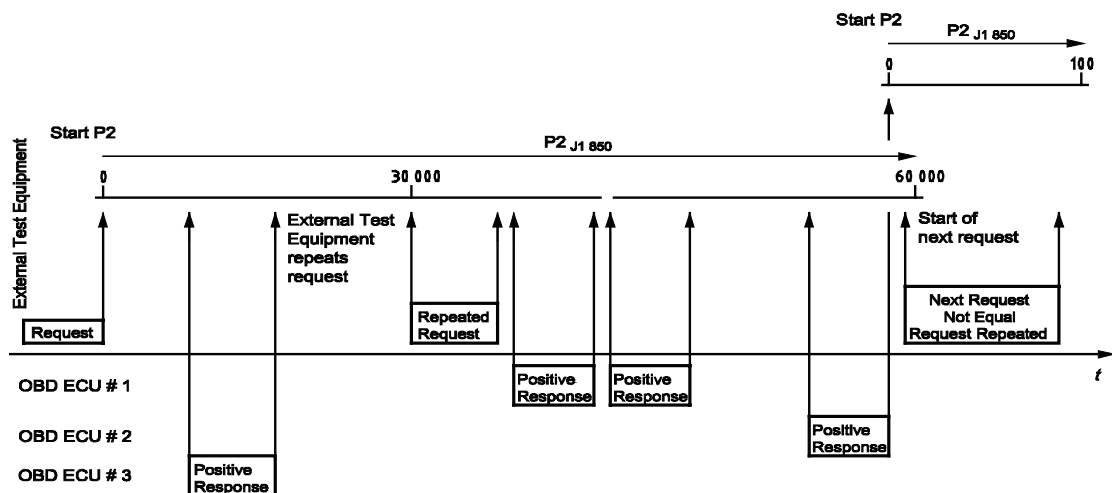 Start P2
P2 J1 850
0
100
Start P2
P2 J1 850
0
30 000
60 000
External Test Equipment
External Test
Equipment
repeats
request
Start of
next request
Request
Repeated
Request
Next Request
Not Equal
Request Repeated
t
OBD ECU # 1
Positive
Response
Positive
Response
OBD ECU # 2
Positive
Response
OBD ECU # 3
Positive
Response